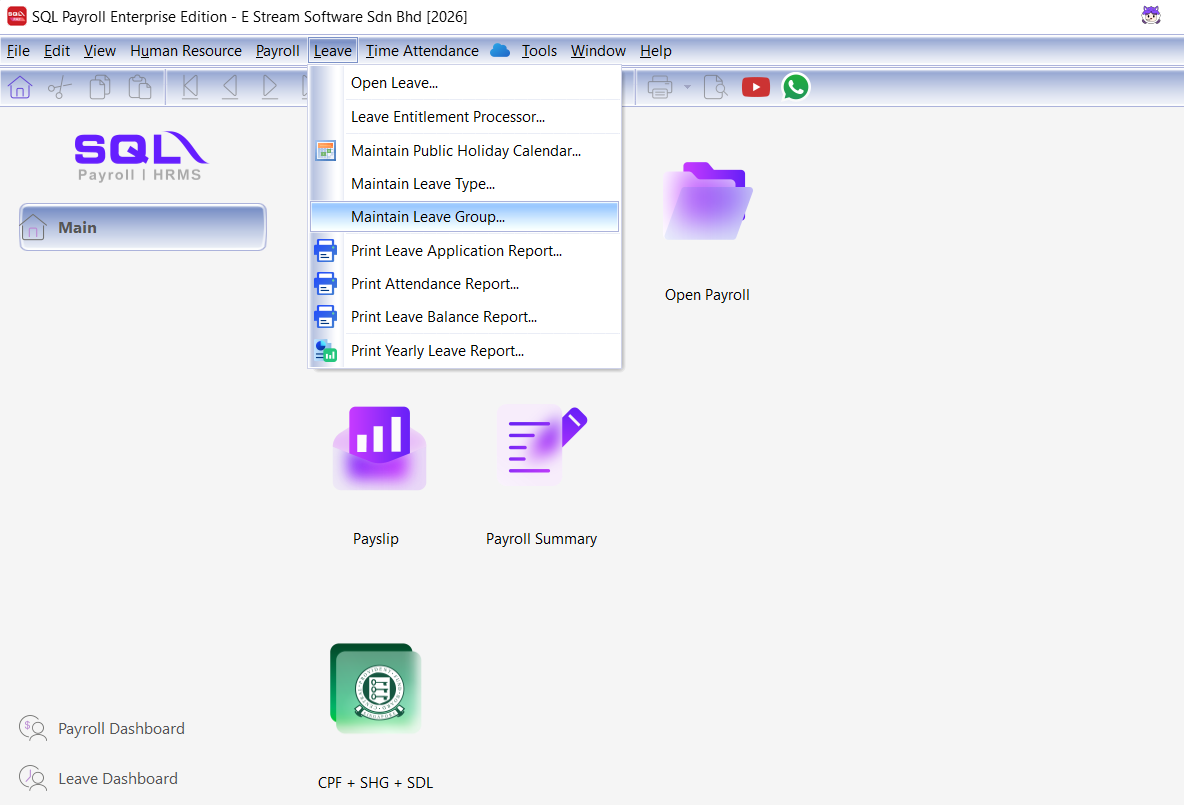 SQL Payroll Enterprise Edition - E Stream Software Sdn Bhd [2026]
File Edit View Human Resource Payroll Leave Time Attendance Tools Window Help
Open Leave...
Leave Entitlement Processor...
Maintain Public Holiday Calendar...
Maintain Leave Type...
Maintain Leave Group...
Print Leave Application Report...
Print Attendance Report...
Print Leave Balance Report...
Print Yearly Leave Report...
SQL
Payroll | HRMS
Main
Open Payroll
Payslip
Payroll Summary
CPF + SHG + SDL
Payroll Dashboard
Leave Dashboard